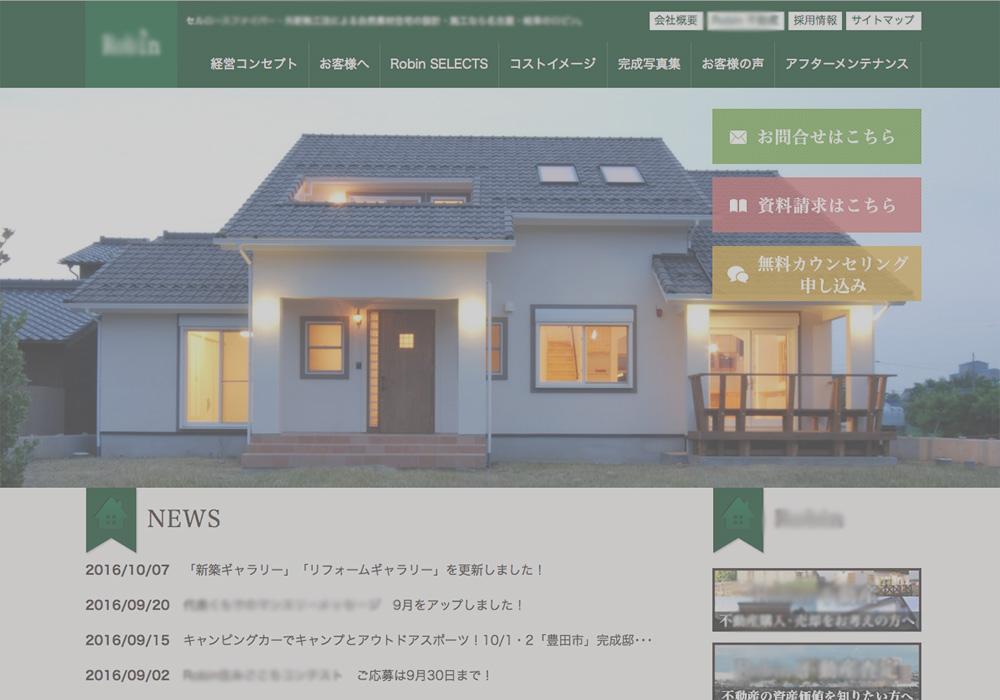 会社概要
採用情報
サイトマップ
経営コンセプト
お客様へ
Robin SELECTS
コストイメージ
完成写真集
お客様の声
アフターメンテナンス
お問合せはこちら
資料請求はこちら
無料カウンセリング
申し込み
NEWS
2016/10/07 「新築ギャラリー」「リフォームギャラリー」を更新しました！
2016/09/20 9月をアップしました！
2016/09/15 キャンピングカーでキャンプとアウトドアスポーツ！10/1・2「豊田市」完成邸･･･
2016/09/02 ご応募は9月30日まで！
不動産購入・売却をお考えの方へ
不動産の資産価値を知りたい方へ